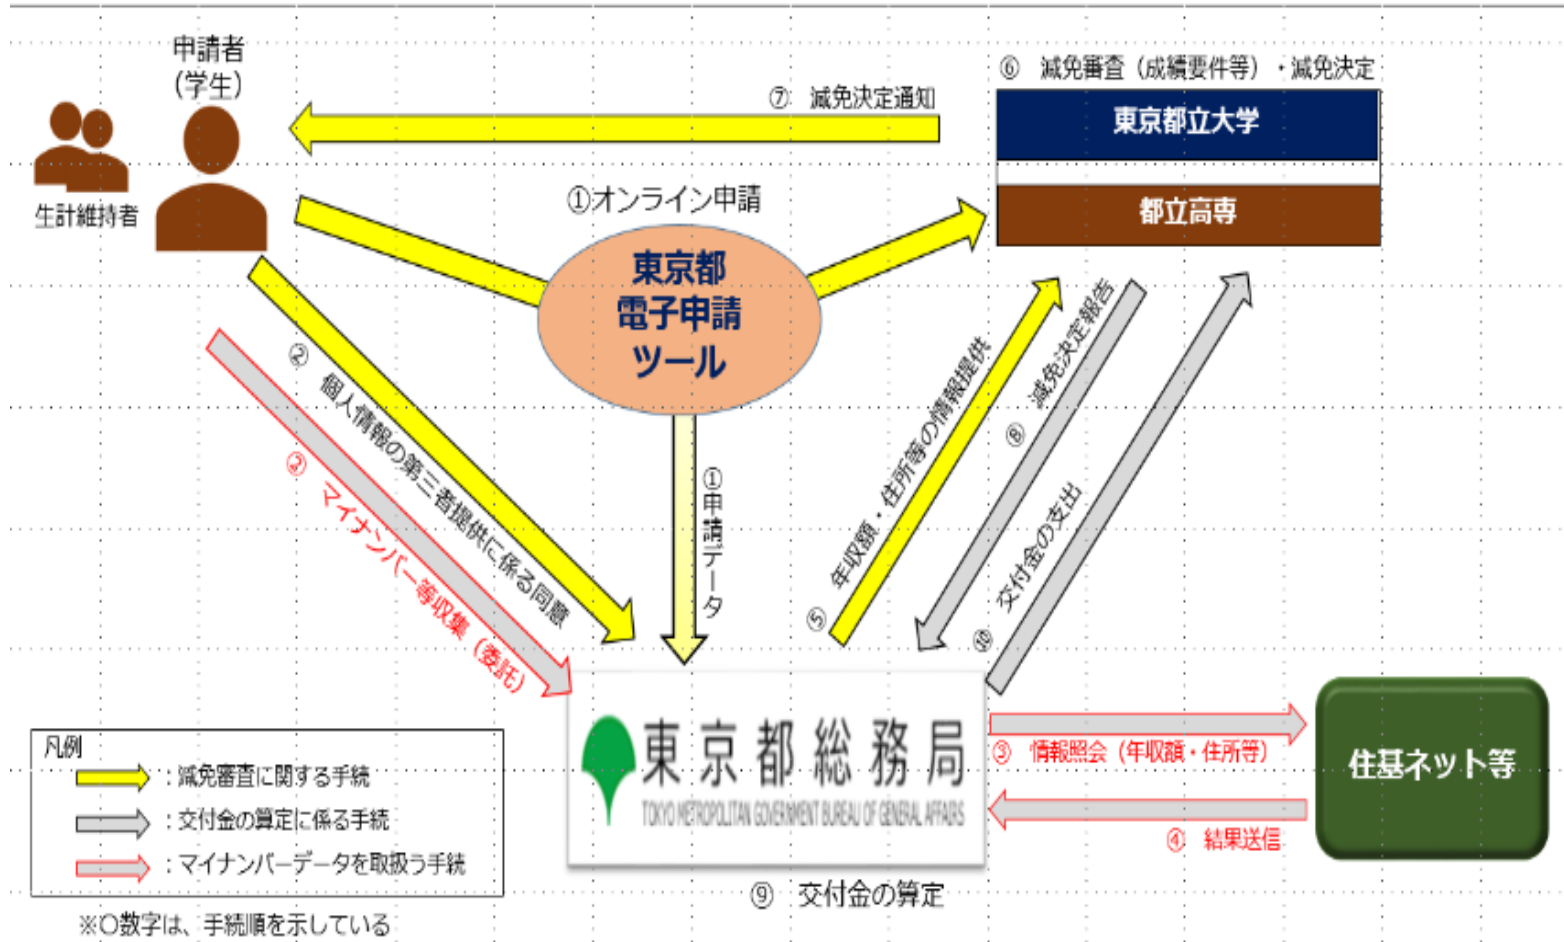 申請者
(学生)
生計維持者
⑥ 減免審査（成績要件等）・減免決定
東京都立大学
都立高専
⑦ 減免決定通知
①オンライン申請
東京都
電子申請
ツール
② 個人情報の第三者提供に係る同意
② マイナンバー等収集（委託）
①申請データ
⑤ 年収額・住所等の情報提供
⑧ 減免決定報告
⑩ 交付金の支出
東京都総務局
TOKYO METROPOLITAN GOVERNMENT BUREAU OF GENERAL AFFAIRS
③ 情報照会（年収額・住所等）
④ 結果送信
住基ネット等
⑨ 交付金の算定
凡例
：減免審査に関する手続
：交付金の算定に係る手続
：マイナンバーデータを取扱う手続
※〇数字は、手続順を示している